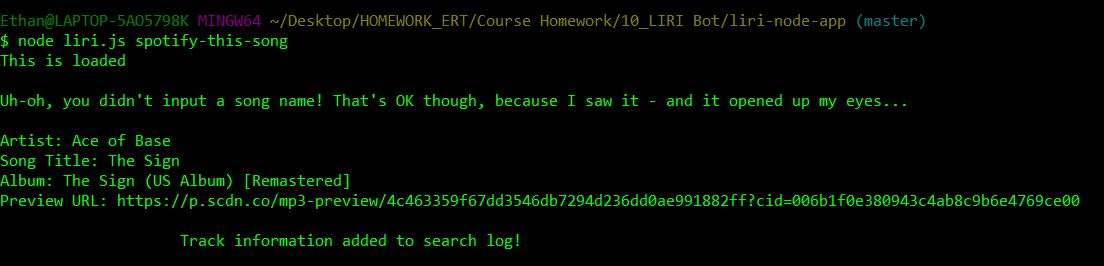 Ethan@LAPTOP-5AO5798K MINGW64 ~/Desktop/HOMEWORK_ERT/Course Homework/10_LIRI Bot/liri-node-app (master)
$ node liri.js spotify-this-song
This is loaded
Uh-oh, you didn't input a song name! That's OK though, because I saw it - and it opened up my eyes...
Artist: Ace of Base
Song Title: The Sign
Album: The Sign (US Album) [Remastered]
Preview URL: https://p.scdn.co/mp3-preview/4c463359f67dd3546db7294d236dd0ae991882ff?cid=006b1f0e380943c4ab8c9b6e4769ce00
Track information added to search log!